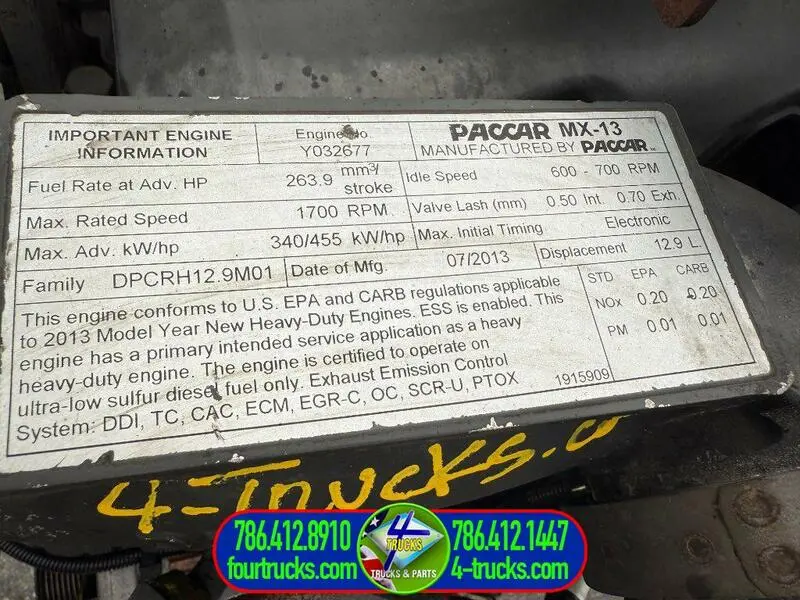 IMPORTANT ENGINE INFORMATION
Engine No.
Y032677
PACCAR MX-13
MANUFACTURED BY PACCAR INC.
Fuel Rate at Adv. HP 263.9 mm³/stroke
Idle Speed 600 - 700 RPM
Max. Rated Speed 1700 RPM
Valve Lash (mm) 0.50 Int. 0.70 Exh.
Max. Adv. kW/hp 340/455 kW/hp
Max. Initial Timing Electronic
Family DPCRH12.9M01
Date of Mfg. 07/2013
Displacement 12.9 L.
This engine conforms to U.S. EPA and CARB regulations applicable
to 2013 Model Year New Heavy-Duty Engines. ESS is enabled. This
engine has a primary intended service application as a heavy
heavy-duty engine. The engine is certified to operate on
ultra-low sulfur diesel fuel only. Exhaust Emission Control
System: DDI, TC, CAC, ECM, EGR-C, OC, SCR-U, PTOX
1915909
STD EPA CARB
NOx 0.20 0.20
PM 0.01 0.01
4-Trucks.
786.412.8910
fourtrucks.com
4
TRUCKS
TRUCKS & PARTS
786.412.1447
4-trucks.com